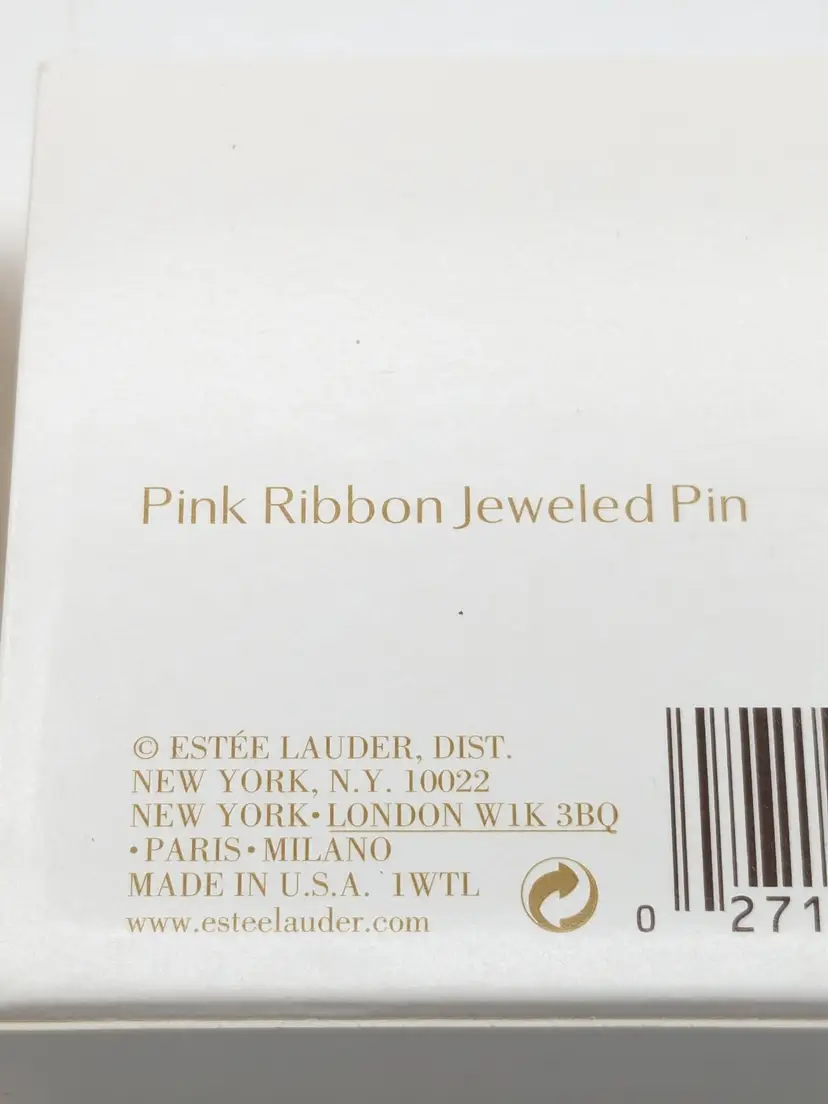 Pink Ribbon Jeweled Pin
© ESTÉE LAUDER, DIST.
NEW YORK, N.Y. 10022
NEW YORK•LONDON W1K 3BQ
•PARIS•MILANO
MADE IN U.S.A. 1WTL
www.esteelauder.com
0 271